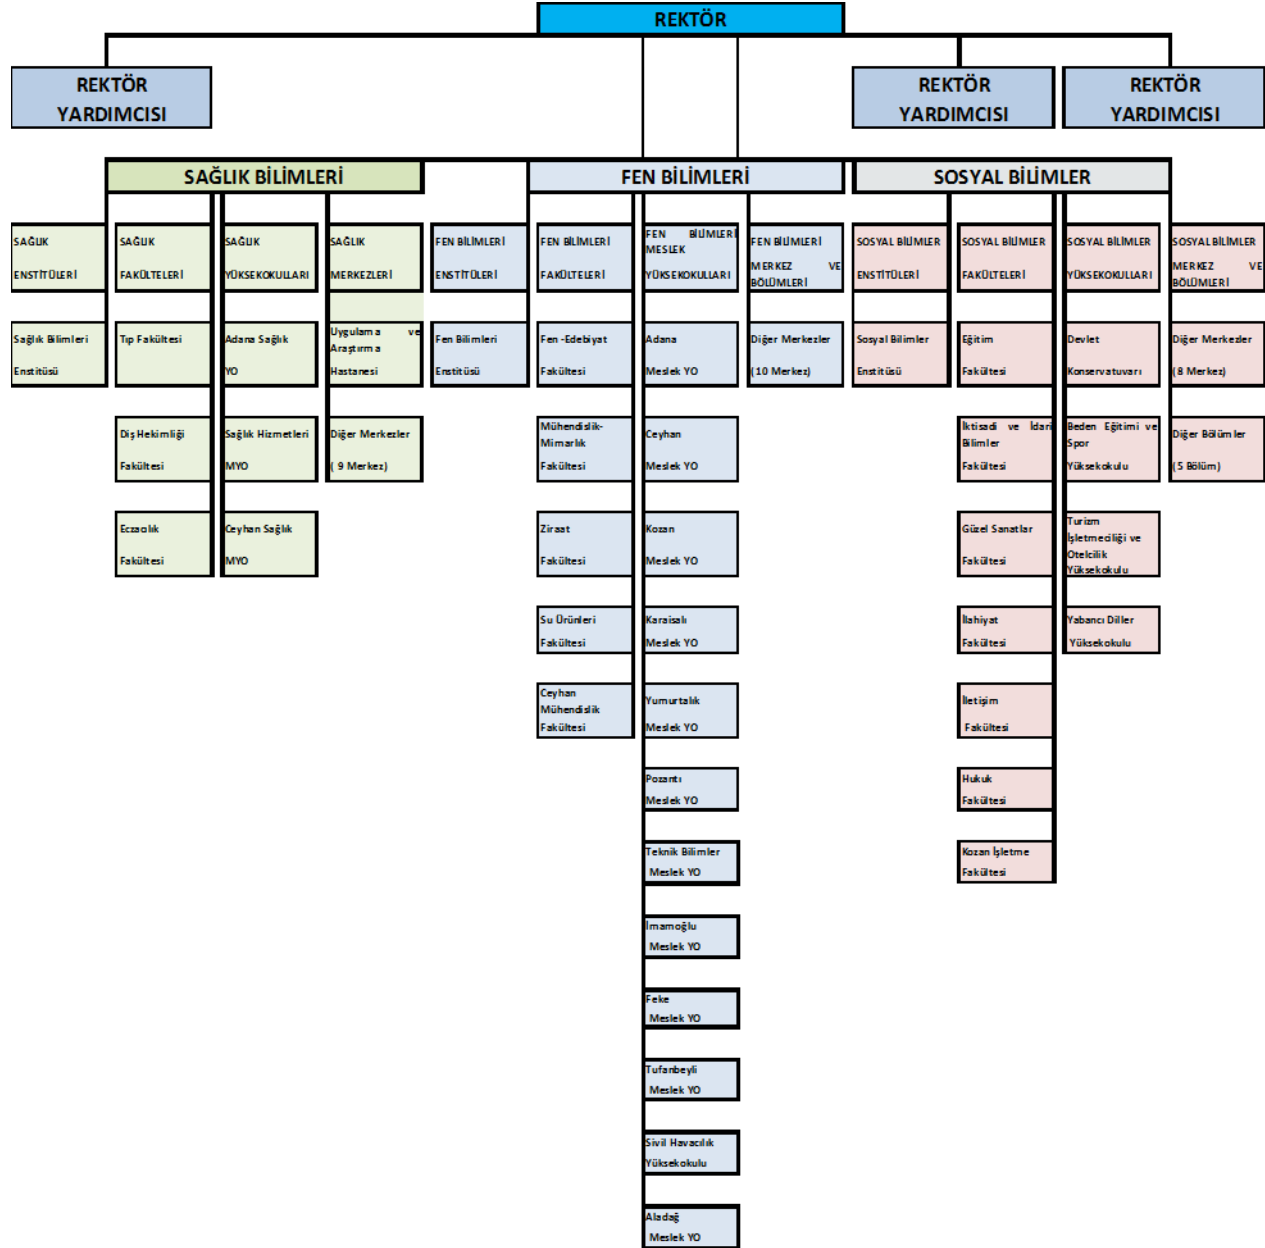 REKTÖR
REKTÖR
YARDIMCISI
REKTÖR
YARDIMCISI
REKTÖR
YARDIMCISI
SAĞLIK BİLİMLERİ
FEN BİLİMLERİ
SOSYAL BİLİMLER
SAĞLIK
ENSTİTÜLERİ
SAĞLIK
FAKÜLTELERİ
SAĞLIK
YÜKSEKOKULLARI
SAĞLIK
MERKEZLERİ
FEN BİLİMLERİ
ENSTİTÜLERİ
FEN BİLİMLERİ
FAKÜLTELERİ
FEN BİLİMLERİ
MESLEK
YÜKSEKOKULLARI
FEN BİLİMLERİ
MERKEZ VE
BÖLÜMLERİ
SOSYAL BİLİMLER
ENSTİTÜLERİ
SOSYAL BİLİMLER
FAKÜLTELERİ
SOSYAL BİLİMLER
YÜKSEKOKULLARI
SOSYAL BİLİMLER
MERKEZ VE
BÖLÜMLERİ
Sağlık Bilimleri
Enstitüsü
Tıp Fakültesi
Adana Sağlık
YO
Uygulama ve
Araştırma
Hastanesi
Fen Bilimleri
Enstitüsü
Fen -Edebiyat
Fakültesi
Adana
Meslek YO
Diğer Merkezler
(10 Merkez)
Sosyal Bilimler
Enstitüsü
Eğitim
Fakültesi
Devlet
Konservatuvarı
Diğer Merkezler
(8 Merkez)
Diş Hekimliği
Fakültesi
Sağlık Hizmetleri
MYO
Diğer Merkezler
( 9 Merkez)
Mühendislik-
Mimarlık
Fakültesi
Ceyhan
Meslek YO
İktisadi ve İdari
Bilimler
Fakültesi
Beden Eğitimi ve
Spor
Yüksekokulu
Diğer Bölümler
(5 Bölüm)
Eczacılık
Fakültesi
Ceyhan Sağlık
MYO
Ziraat
Fakültesi
Kozan
Meslek YO
Güzel Sanatlar
Fakültesi
Turizm
İşletmeciliği ve
Otelcilik
Yüksekokulu
Su Ürünleri
Fakültesi
Karaisalı
Meslek YO
İlahiyat
Fakültesi
Yabancı Diller
Yüksekokulu
Ceyhan
Mühendislik
Fakültesi
Yumurtalık
Meslek YO
İletişim
Fakültesi
Pozantı
Meslek YO
Hukuk
Fakültesi
Teknik Bilimler
Meslek YO
Kozan İşletme
Fakültesi
İmamoğlu
Meslek YO
Feke
Meslek YO
Tufanbeyli
Meslek YO
Sivil Havacılık
Yüksekokulu
Aladağ
Meslek YO